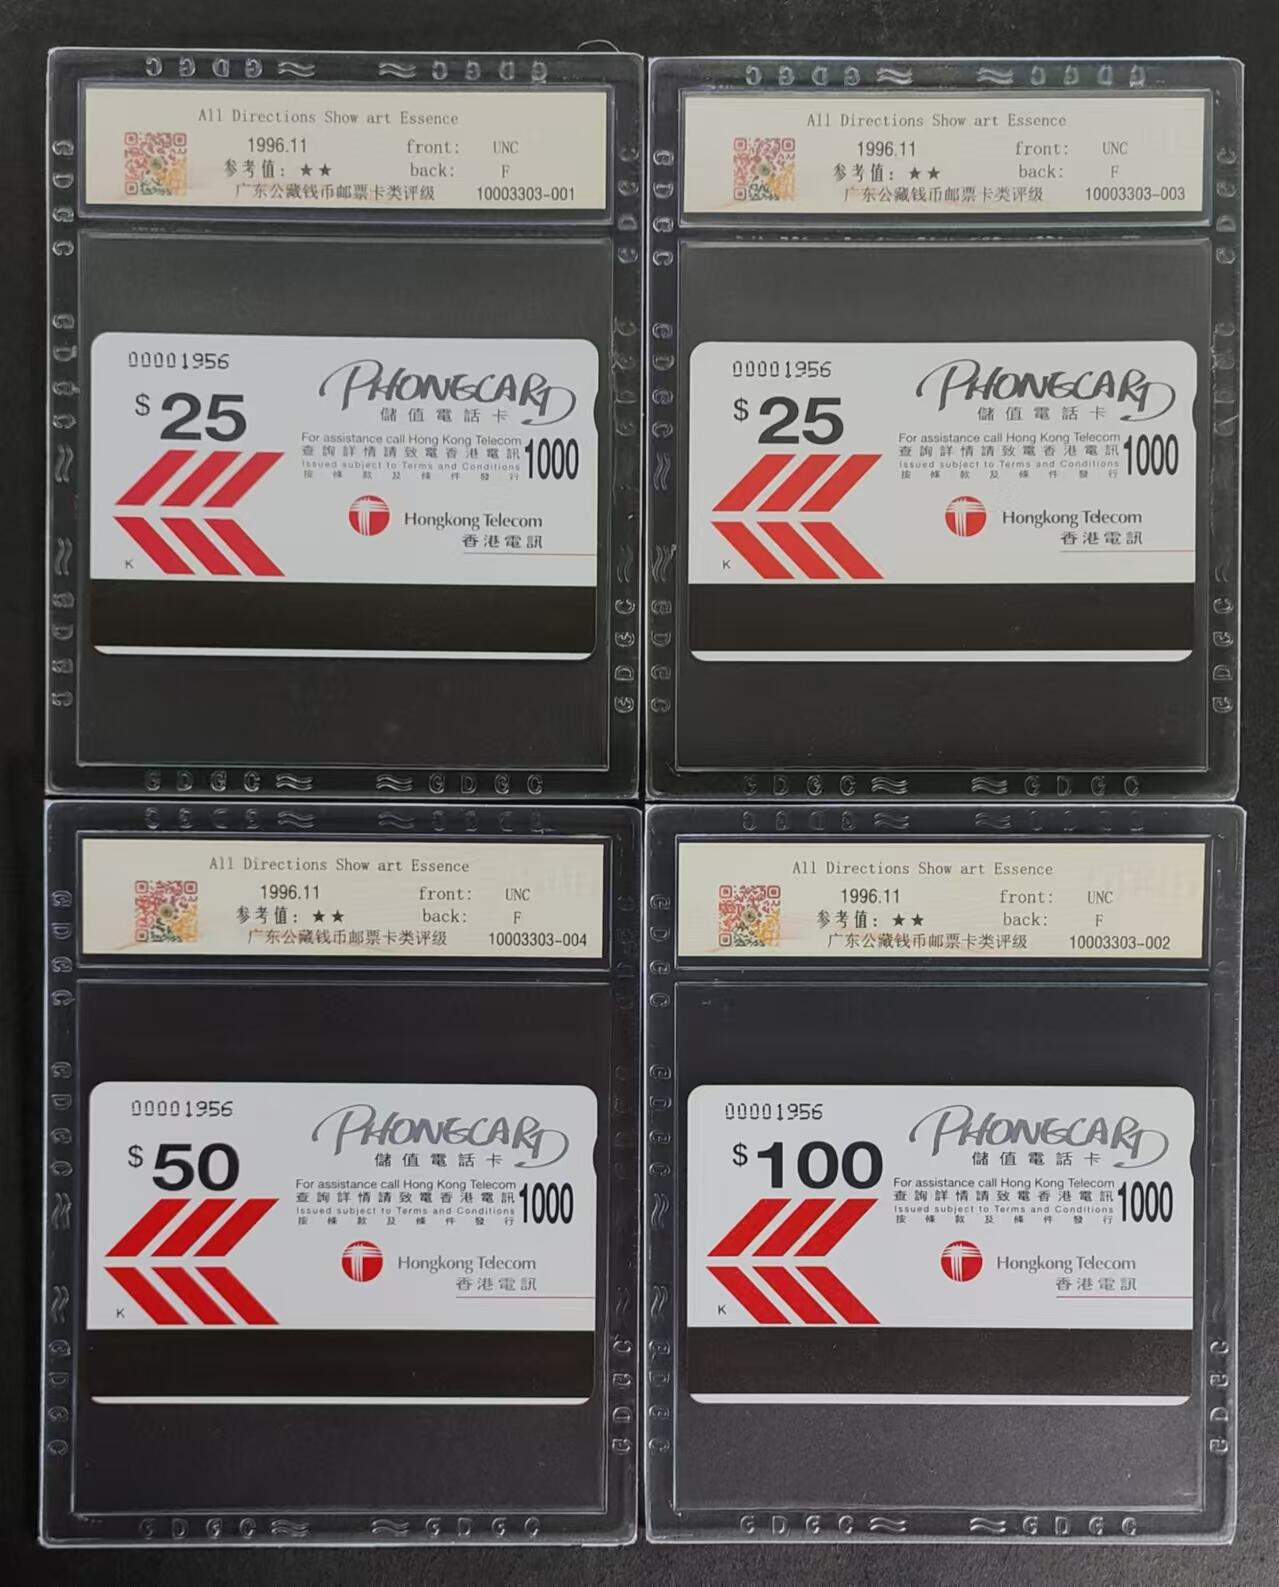 GDGC
GDGC
All Directions Show art Essence
1996.11
front: UNC
参考值：★★
back: F
广东公藏钱币邮票卡类评级
10003303-001
00001956
$25
PHONECARD
儲值電話卡
For assistance call Hong Kong Telecom
查詢詳情請致電香港電訊
Issued subject to Terms and Conditions
按條款及條件發行
1000
Hongkong Telecom
香港電訊
K
GDGC
GDGC
GDGC
GDGC
All Directions Show art Essence
1996.11
front: UNC
参考值：★★
back: F
广东公藏钱币邮票卡类评级
10003303-003
00001956
$25
PHONECARD
儲值電話卡
For assistance call Hong Kong Telecom
查詢詳情請致電香港電訊
Issued subject to Terms and Conditions
按條款及條件發行
1000
Hongkong Telecom
香港電訊
K
GDGC
GDGC
All Directions Show art Essence
1996.11
front: UNC
参考值：★★
back: F
广东公藏钱币邮票卡类评级
10003303-004
00001956
$50
PHONECARD
儲值電話卡
For assistance call Hong Kong Telecom
查詢詳情請致電香港電訊
Issued subject to Terms and Conditions
按條款及條件發行
1000
Hongkong Telecom
香港電訊
K
GDGC
GDGC
All Directions Show art Essence
1996.11
front: UNC
参考值：★★
back: F
广东公藏钱币邮票卡类评级
10003303-002
00001956
$100
PHONECARD
儲值電話卡
For assistance call Hong Kong Telecom
查詢詳情請致電香港電訊
Issued subject to Terms and Conditions
按條款及條件發行
1000
Hongkong Telecom
香港電訊
K
GDGC
GDGC